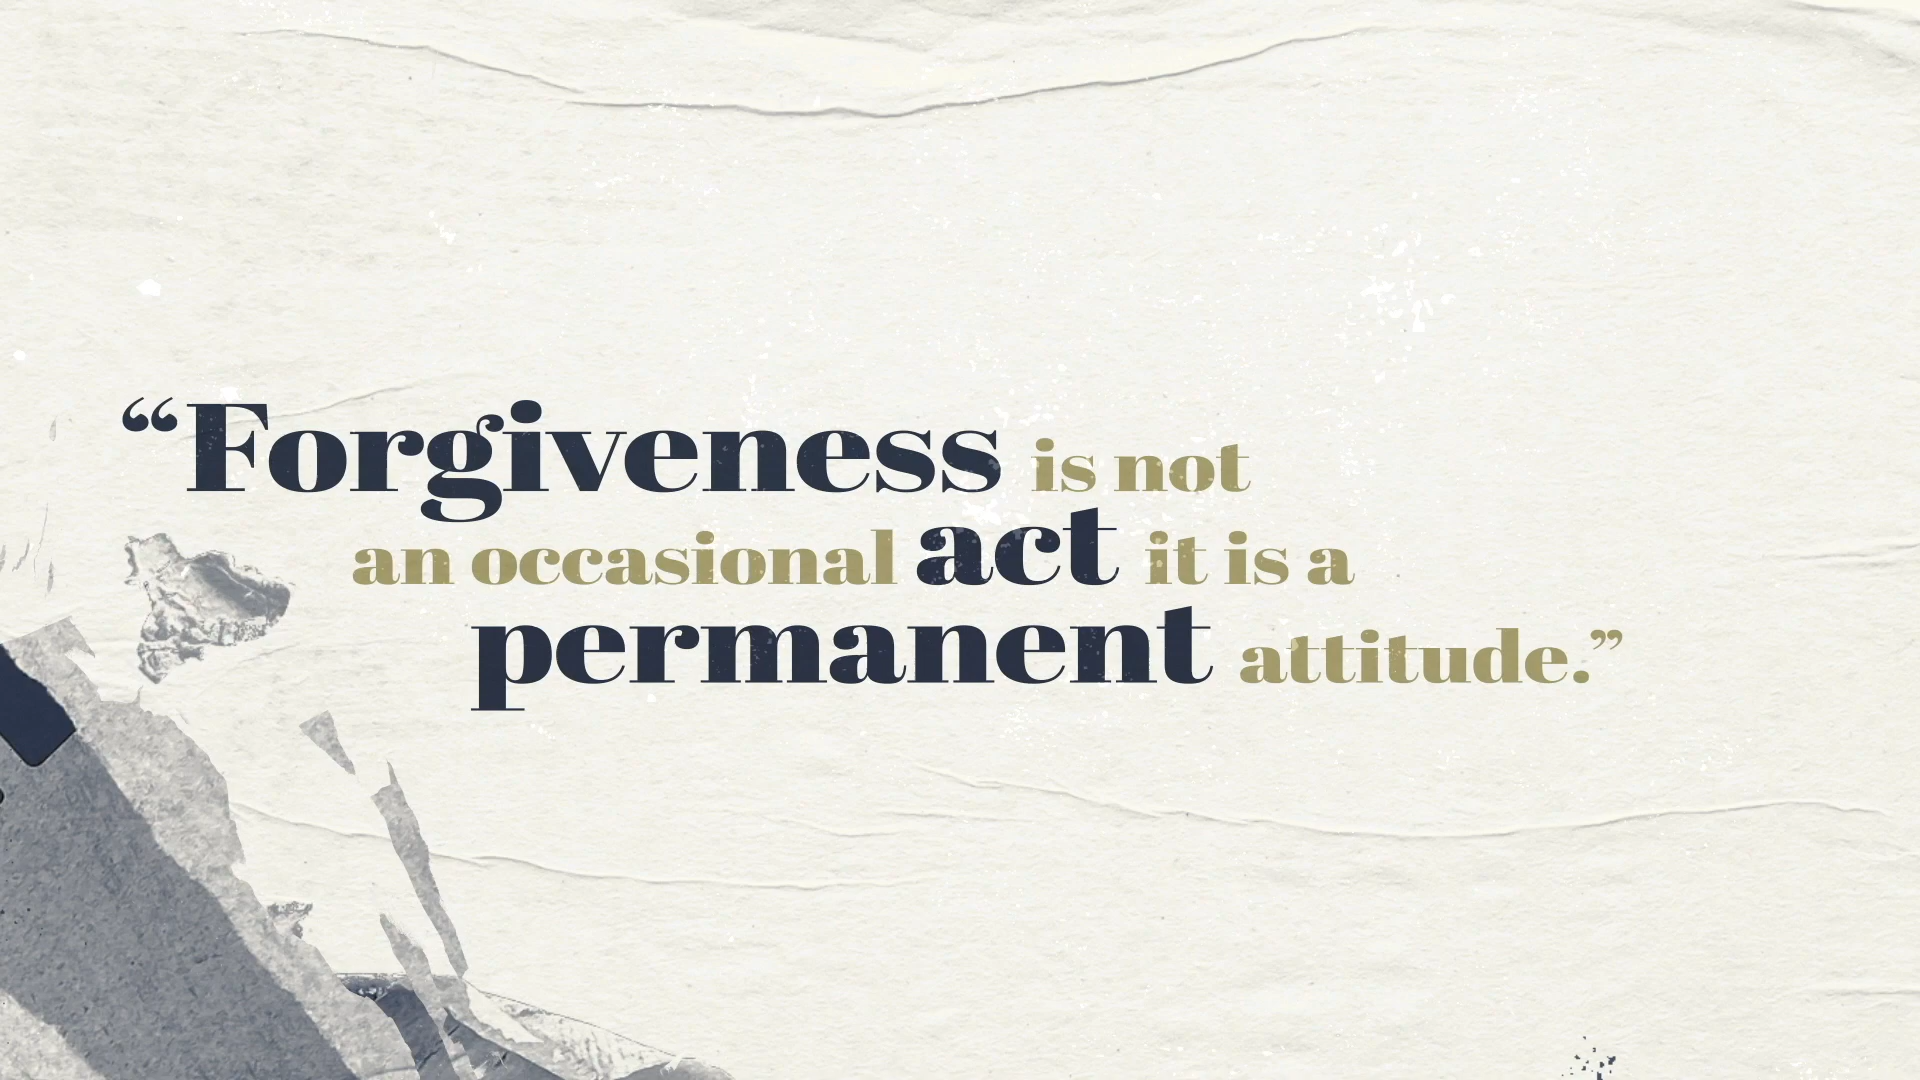 “Forgiveness is not
an occasional act it is a
permanent attitude.”